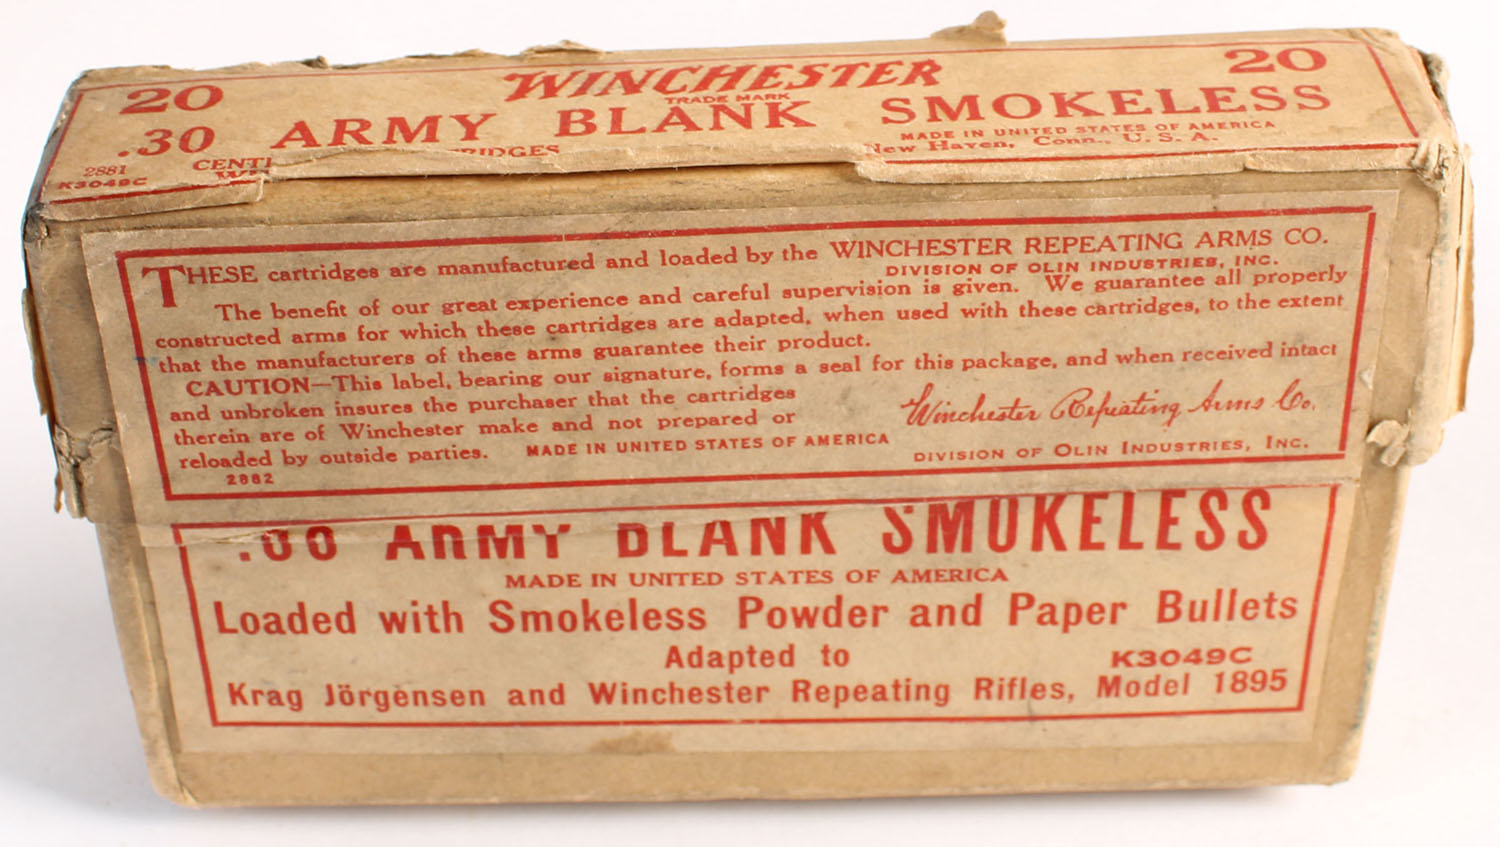 20 WINCHESTER 20
TRADE MARK
.30 ARMY BLANK SMOKELESS
MADE IN UNITED STATES OF AMERICA
New Haven, Conn., U. S. A.
2881
K3049C
THESE cartridges are manufactured and loaded by the WINCHESTER REPEATING ARMS CO.
DIVISION OF OLIN INDUSTRIES, INC.
The benefit of our great experience and careful supervision is given. We guarantee all properly
constructed arms for which these cartridges are adapted, when used with these cartridges, to the extent
that the manufacturers of these arms guarantee their product.
CAUTION—This label, bearing our signature, forms a seal for this package, and when received intact
and unbroken insures the purchaser that the cartridges
therein are of Winchester make and not prepared or
reloaded by outside parties. MADE IN UNITED STATES OF AMERICA
Winchester Repeating Arms Co.
DIVISION OF OLIN INDUSTRIES, INC.
2882
.30 ARMY BLANK SMOKELESS
MADE IN UNITED STATES OF AMERICA
Loaded with Smokeless Powder and Paper Bullets
Adapted to K3049C
Krag Jörgensen and Winchester Repeating Rifles, Model 1895